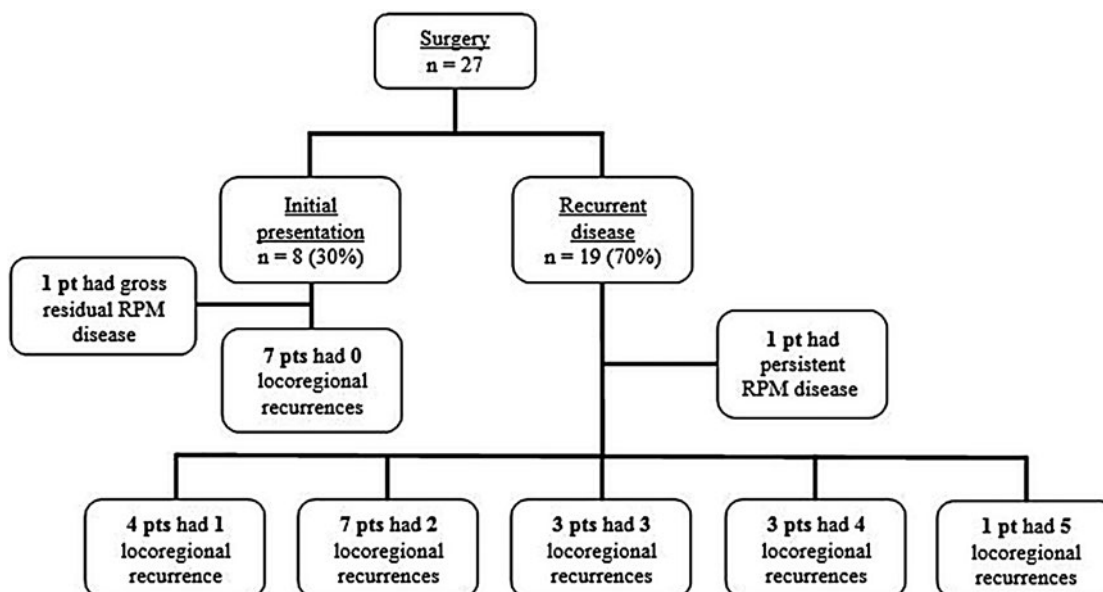 Surgery
n = 27
Initial
presentation
n = 8 (30%)
Recurrent
disease
n = 19 (70%)
1 pt had gross
residual RPM
disease
7 pts had 0
locoregional
recurrences
1 pt had
persistent
RPM disease
4 pts had 1
locoregional
recurrence
7 pts had 2
locoregional
recurrences
3 pts had 3
locoregional
recurrences
3 pts had 4
locoregional
recurrences
1 pt had 5
locoregional
recurrences